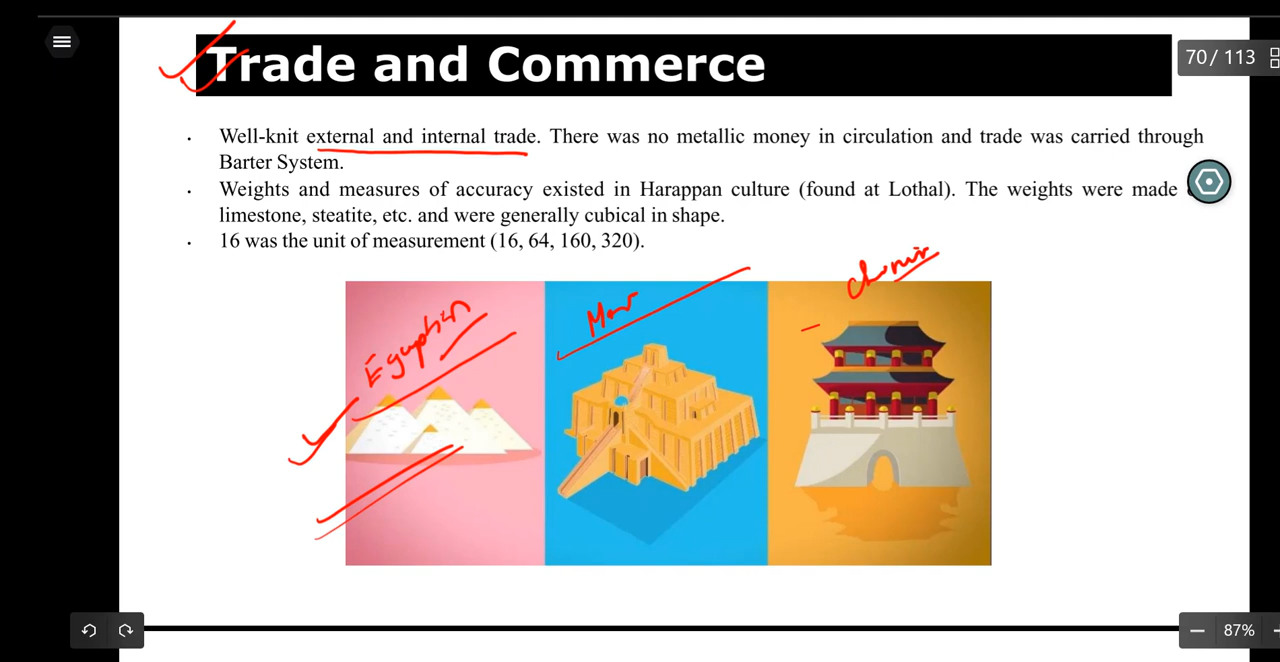 Trade and Commerce
70 / 113
· Well-knit external and internal trade. There was no metallic money in circulation and trade was carried through
Barter System.
· Weights and measures of accuracy existed in Harappan culture (found at Lothal). The weights were made
limestone, steatite, etc. and were generally cubical in shape.
· 16 was the unit of measurement (16, 64, 160, 320).
Egyptian
87%